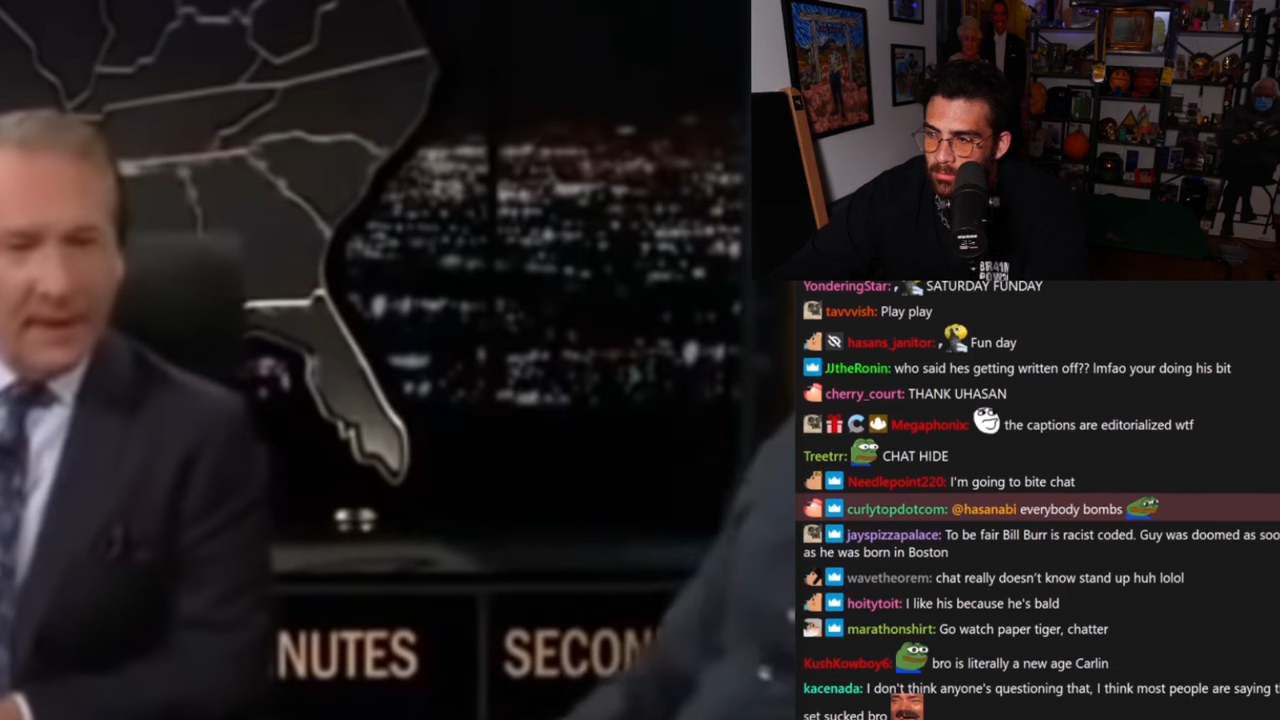 NUTES
SECON
BRAIN
POW
YonderingStar: SATURDAY FUNDAY
tavvvish: Play play
hasans_janitor: Fun day
JJtheRonin: who said hes getting written off?? lmfao your doing his bit
cherry_court: THANK UHASAN
Megaphonix: the captions are editorialized wtf
Treetrr: CHAT HIDE
Needlepoint220: I'm going to bite chat
curlytopdotcom: @hasanabi everybody bombs
jayspizzapalace: To be fair Bill Burr is racist coded. Guy was doomed as soo
as he was born in Boston
wavetheorem: chat really doesn't know stand up huh lolol
hoitytoit: I like his because he's bald
marathonshirt: Go watch paper tiger, chatter
KushKowboy6: bro is literally a new age Carlin
kacenada: I don't think anyone's questioning that, I think most people are saying t
set sucked bro